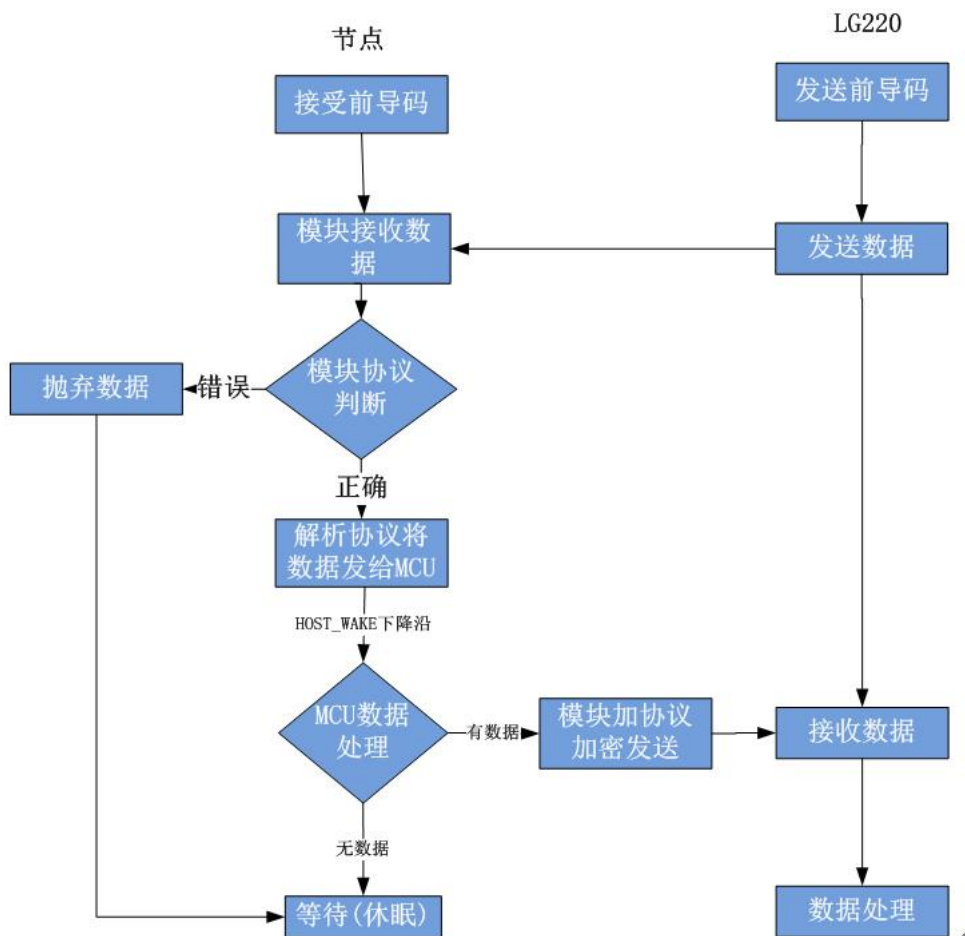 节点
LG220
接受前导码
发送前导码
模块接收数
据
发送数据
模块协议
判断
错误
抛弃数据
正确
解析协议将
数据发给MCU
HOST_WAKE下降沿
MCU数据
处理
有数据
模块加协议
加密发送
接收数据
无数据
等待(休眠)
数据处理